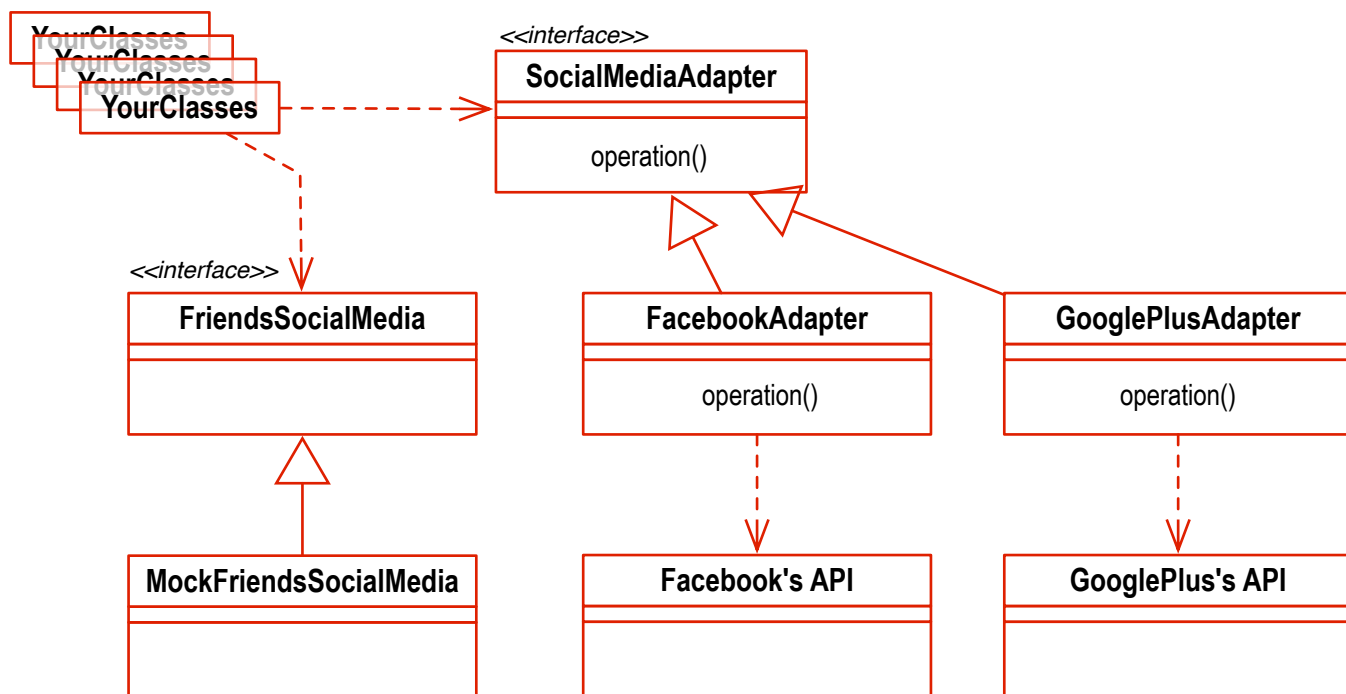 YourClasses
YourClasses
YourClasses
YourClasses
<<interface>>
SocialMediaAdapter
operation()
<<interface>>
FriendsSocialMedia
FacebookAdapter
operation()
GooglePlusAdapter
operation()
MockFriendsSocialMedia
Facebook's API
GooglePlus's API